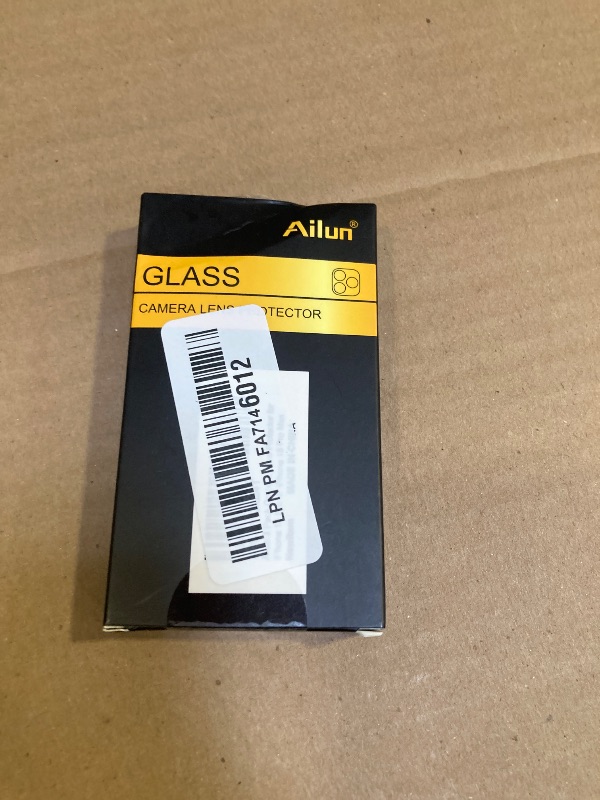 Ailun®
GLASS
CAMERA LENS PROTECTOR
LPN PM FA7146012